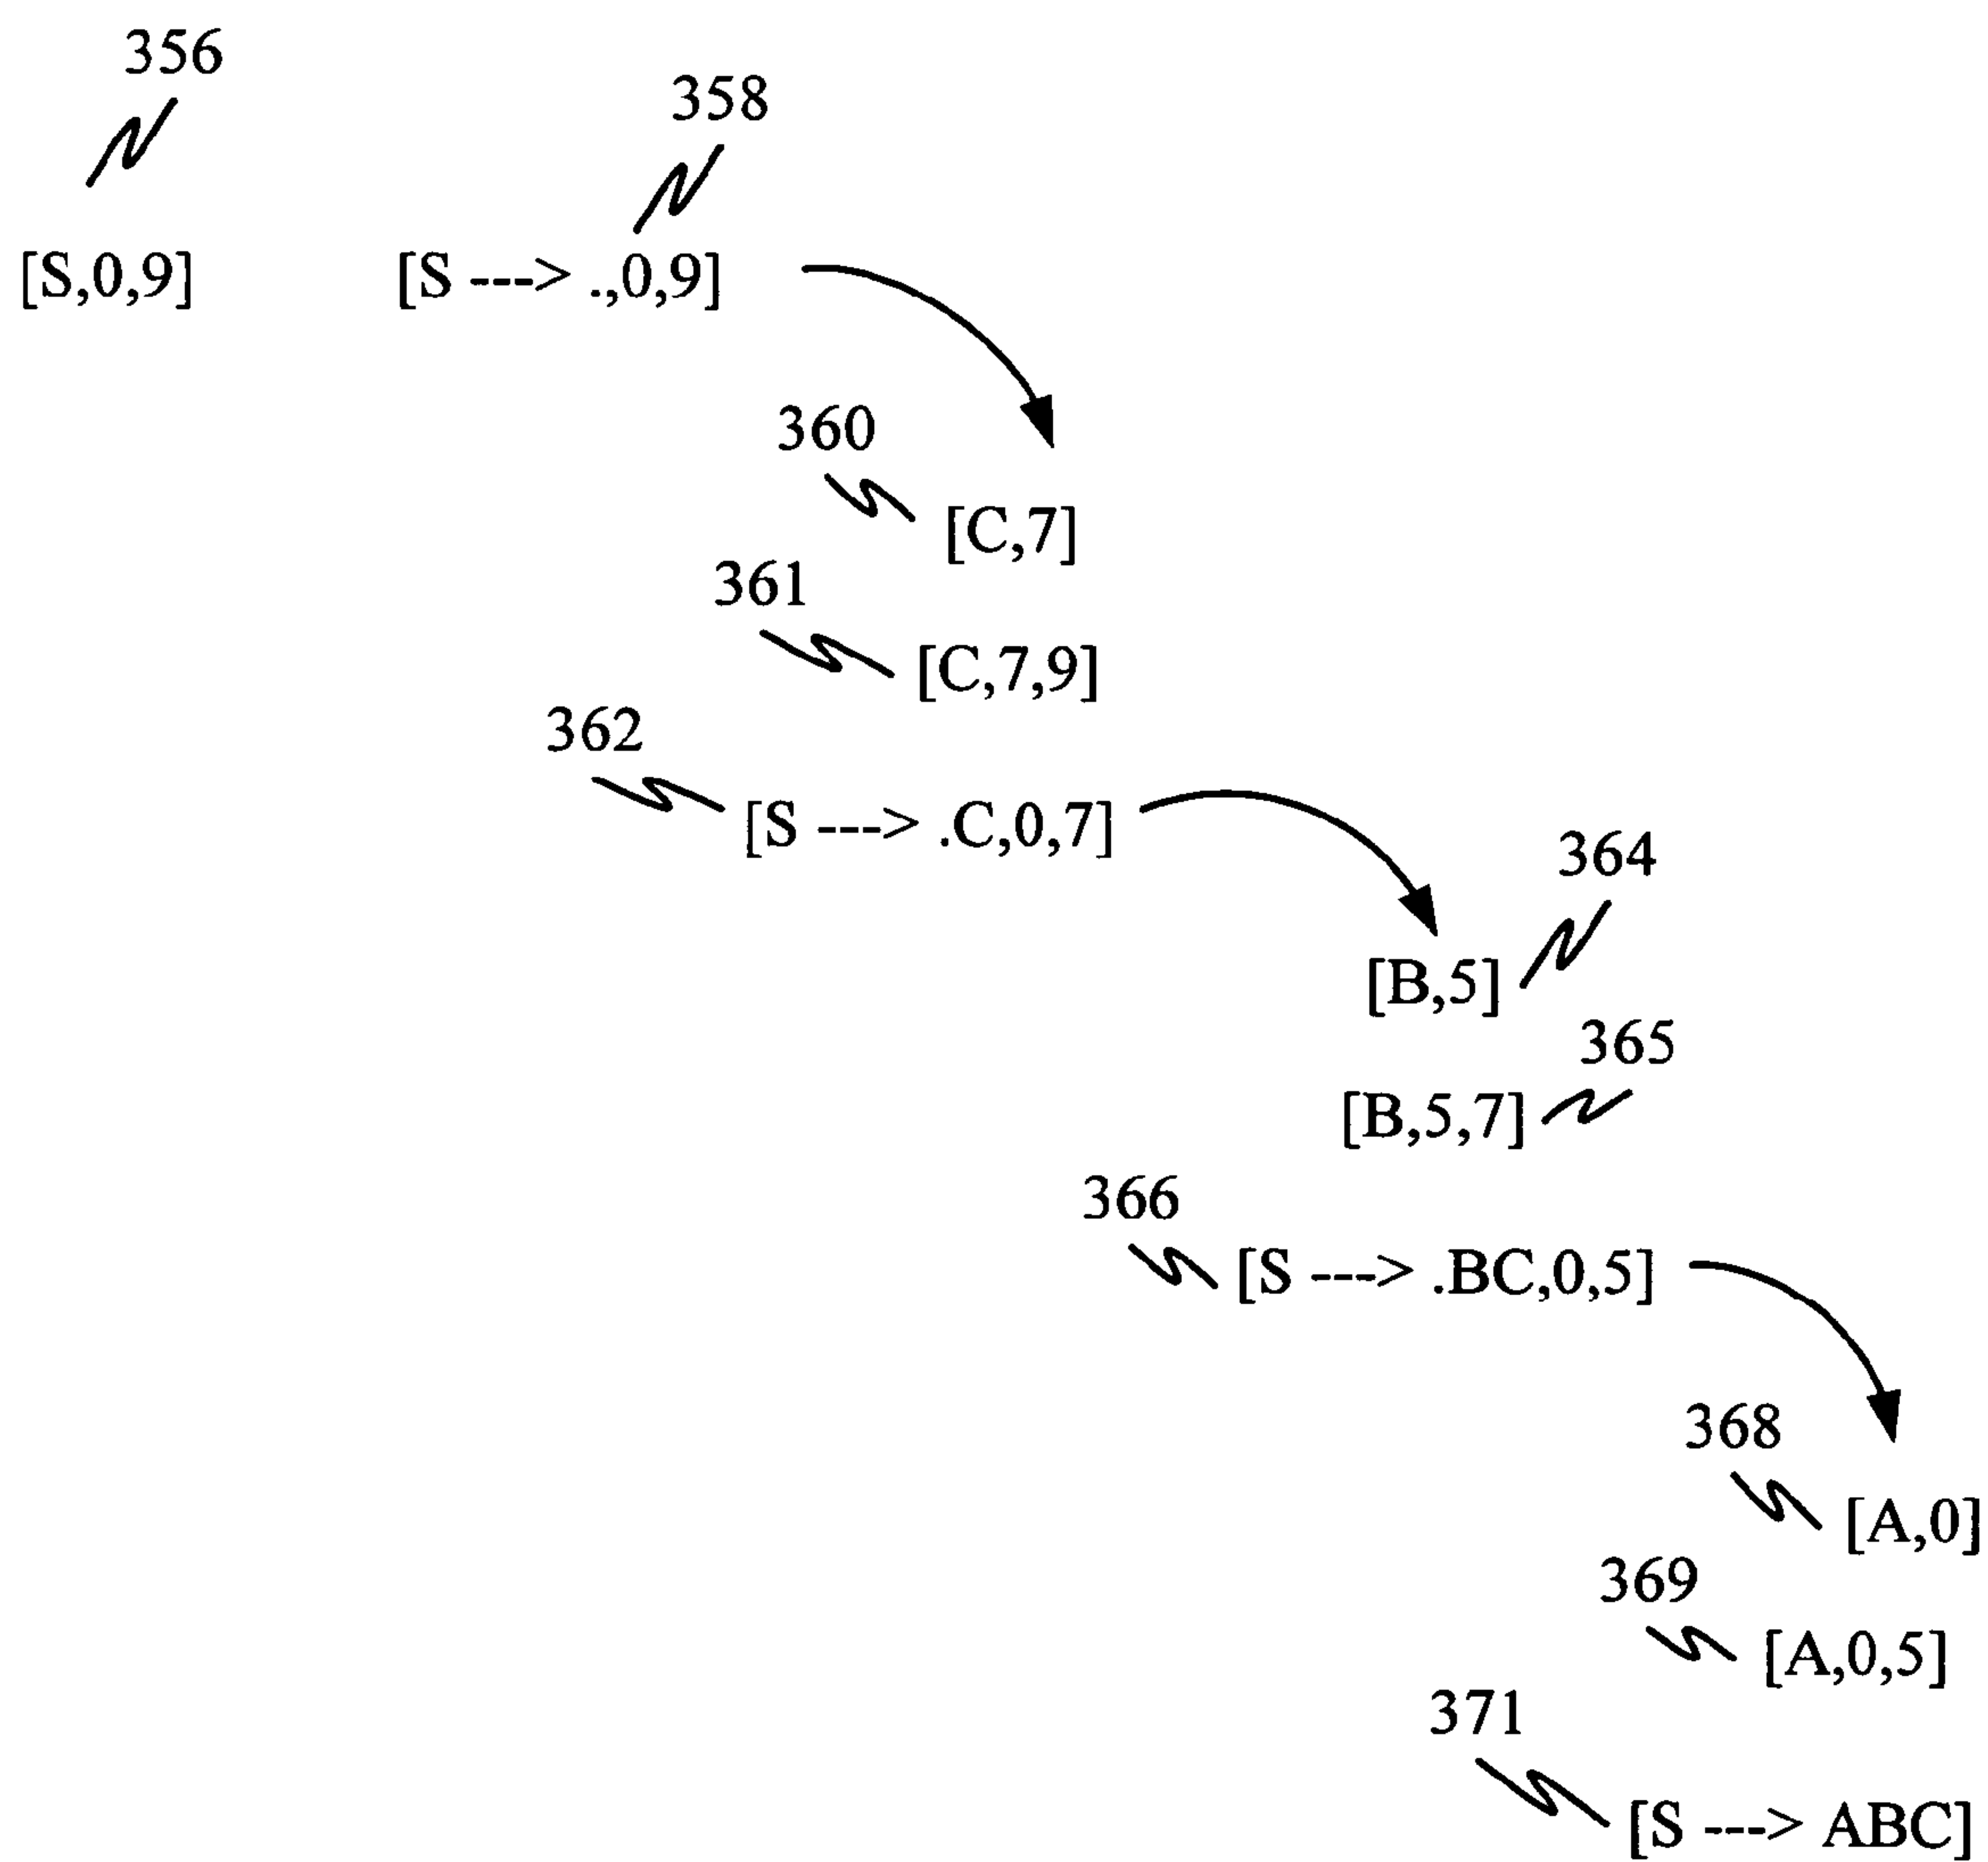 356
358
[S,0,9] [S ---> .,0,9]
360
[C,7]
361
[C,7,9]
362
[S ---> .C,0,7]
364
[B,5]
365
[B,5,7]
366
[S ---> .BC,0,5]
368
[A,0]
369
[A,0,5]
371
[S ---> ABC]